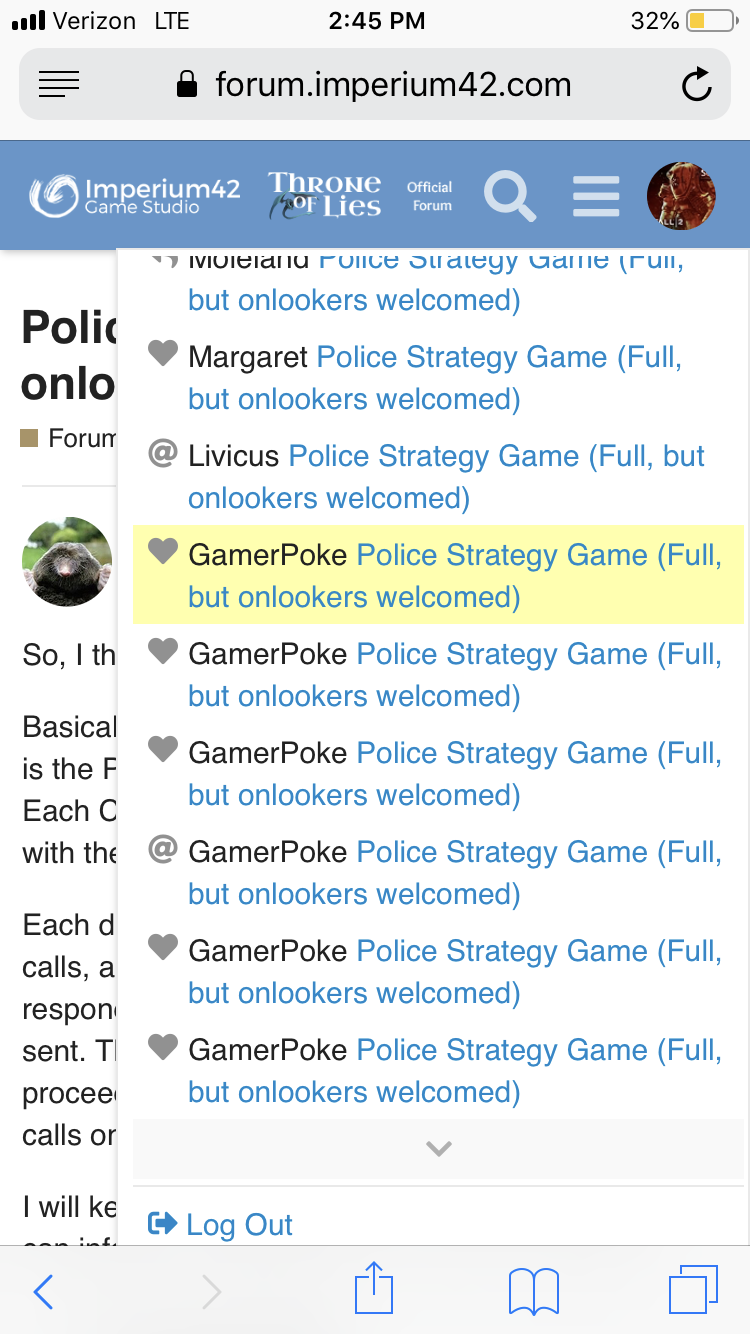 Verizon LTE 2:45 PM 32%
forum.imperium42.com
Imperium42
Game Studio
THRONE
OF LIES
Official
Forum
ALL 2
Moleland Police Strategy Game (Full,
but onlookers welcomed)
Margaret Police Strategy Game (Full,
but onlookers welcomed)
@ Livicus Police Strategy Game (Full, but
onlookers welcomed)
GamerPoke Police Strategy Game (Full,
but onlookers welcomed)
GamerPoke Police Strategy Game (Full,
but onlookers welcomed)
GamerPoke Police Strategy Game (Full,
but onlookers welcomed)
@ GamerPoke Police Strategy Game (Full,
but onlookers welcomed)
GamerPoke Police Strategy Game (Full,
but onlookers welcomed)
GamerPoke Police Strategy Game (Full,
but onlookers welcomed)
Log Out
Polic
onlo
Forum
So, I th
Basical
is the P
Each C
with the
Each d
calls, a
respon
sent. Tl
procee
calls or
I will ke